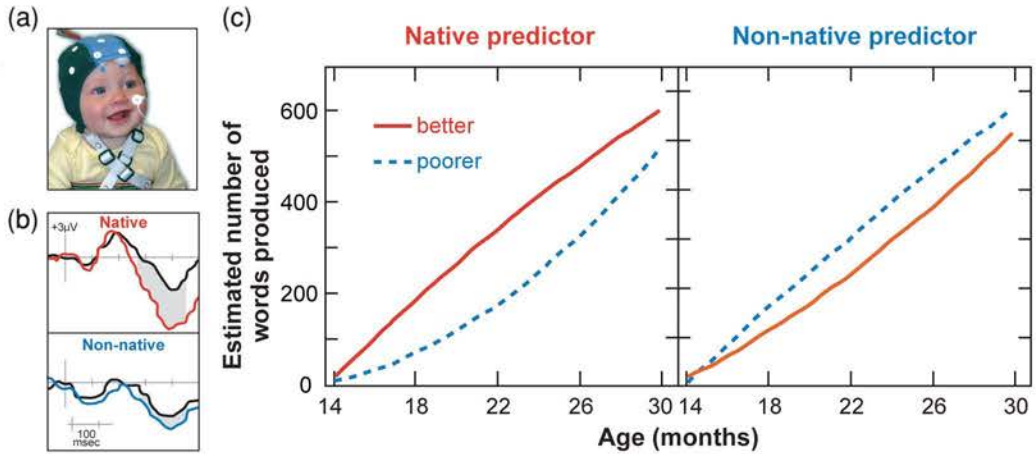 (a)
(b)
+3µV
Native
Non-native
100
msec
(c)
Native predictor
Non-native predictor
Estimated number of
words produced
600
400
200
0
better
poorer
14
18
22
26
30
14
18
22
26
30
Age (months)